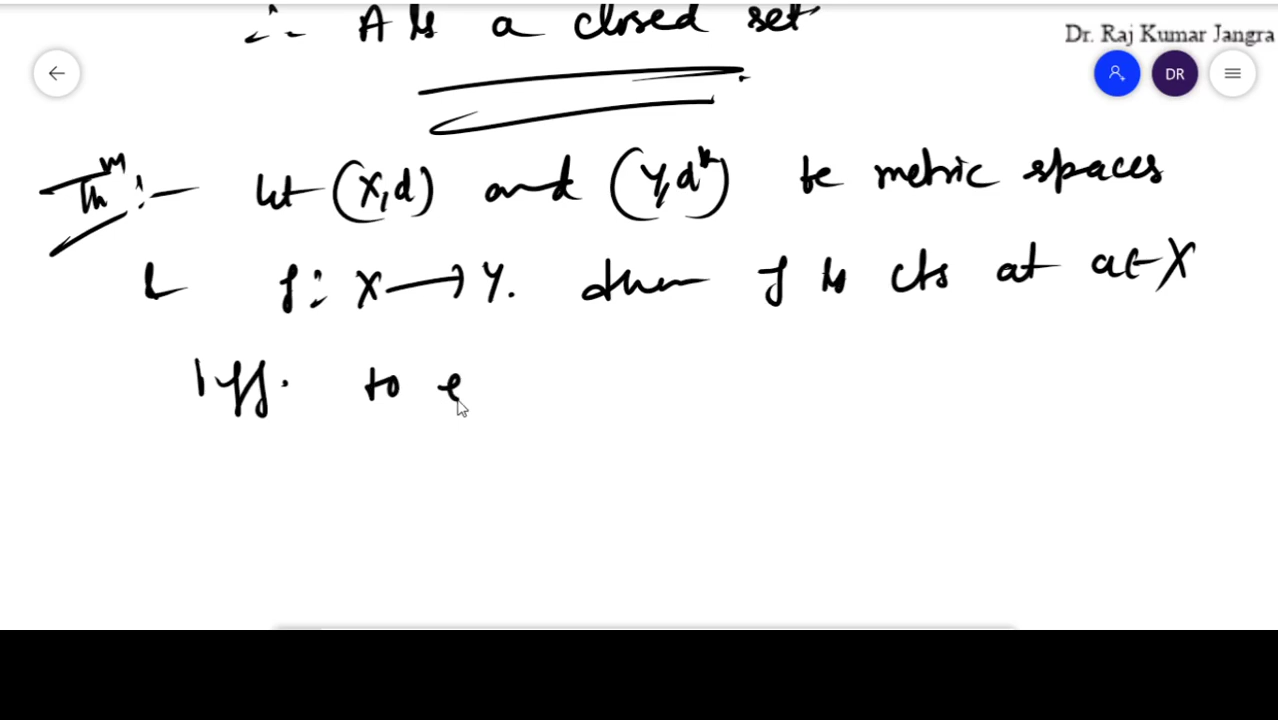 ∴ A is a closed set
Dr. Raj Kumar Jangra
DR
Thm :— let (X,d) and (Y,d*) be metric spaces
& f : X → Y. then f is cts at a∈X
iff. to e